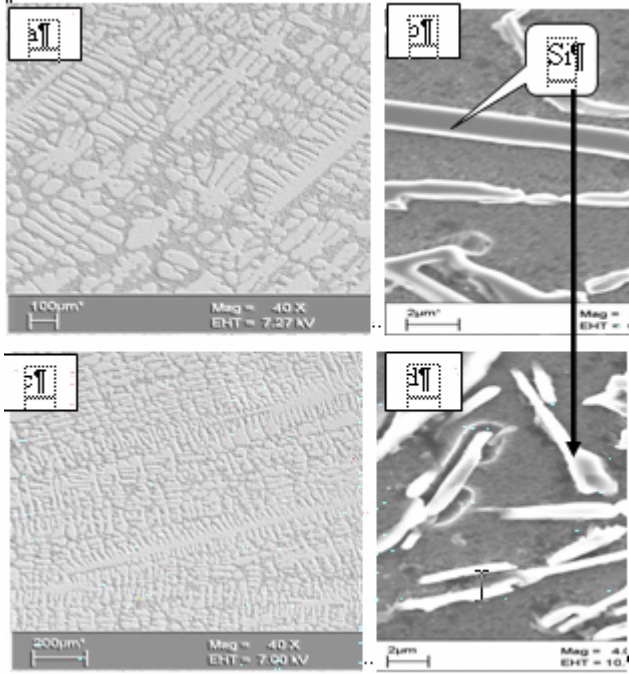 a¶
b¶
Si¶
100µm*
Mag = 40 X
EHT = 7.27 kV
2µm*
Mag =
EHT =
c¶
d¶
200µm*
Mag = 40 X
EHT = 7.00 kV
2µm
Mag = 4.0
EHT = 10.